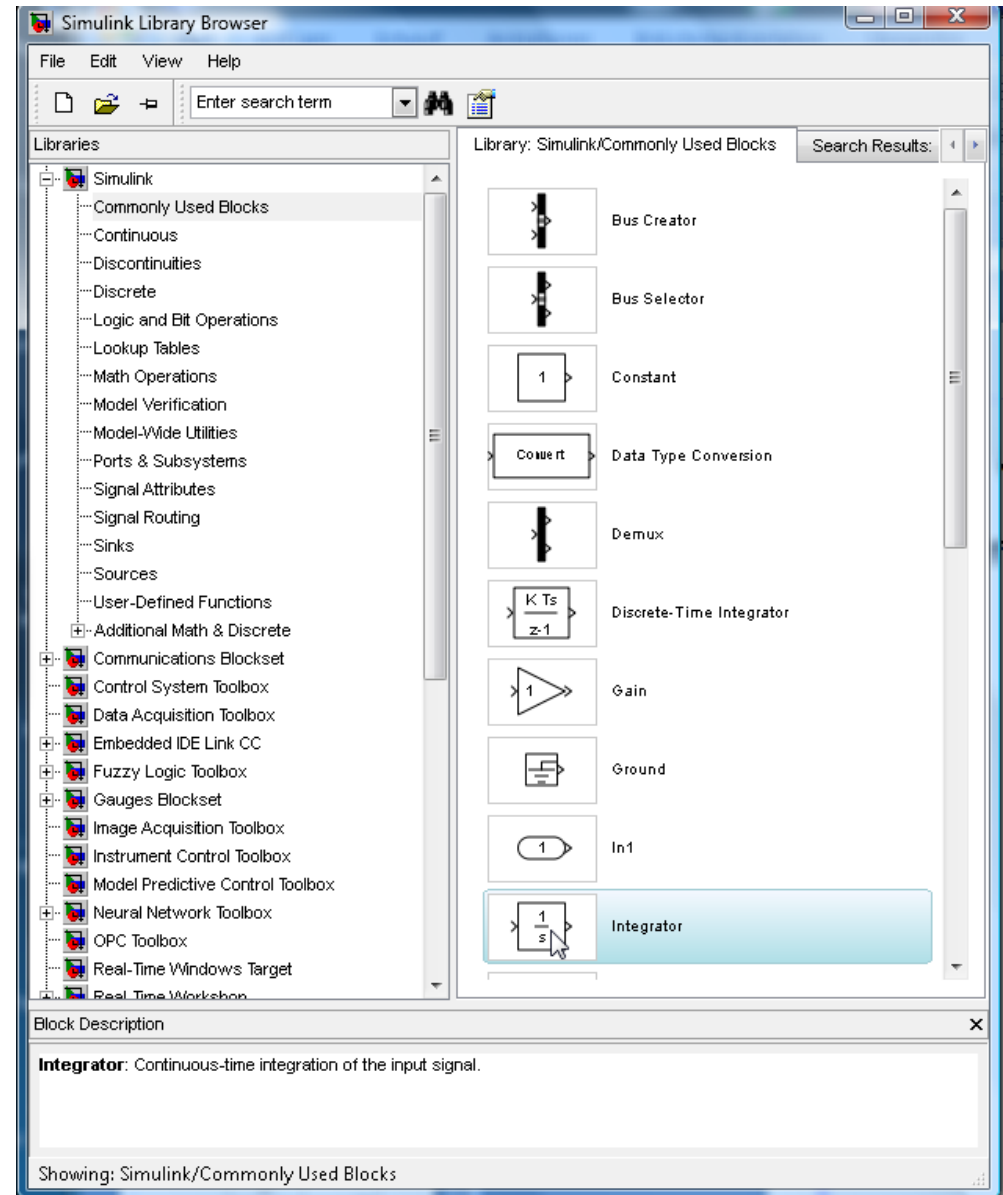 Simulink Library Browser
File Edit View Help
Enter search term
Libraries
Simulink
Commonly Used Blocks
Continuous
Discontinuities
Discrete
Logic and Bit Operations
Lookup Tables
Math Operations
Model Verification
Model-Wide Utilities
Ports & Subsystems
Signal Attributes
Signal Routing
Sinks
Sources
User-Defined Functions
Additional Math & Discrete
Communications Blockset
Control System Toolbox
Data Acquisition Toolbox
Embedded IDE Link CC
Fuzzy Logic Toolbox
Gauges Blockset
Image Acquisition Toolbox
Instrument Control Toolbox
Model Predictive Control Toolbox
Neural Network Toolbox
OPC Toolbox
Real-Time Windows Target
Real-Time Workshop
Library: Simulink/Commonly Used Blocks Search Results:
Bus Creator
Bus Selector
1 Constant
Convert Data Type Conversion
Demux
K Ts
z-1
Discrete-Time Integrator
1 Gain
Ground
1 In1
1
s
Integrator
Block Description
Integrator: Continuous-time integration of the input signal.
Showing: Simulink/Commonly Used Blocks